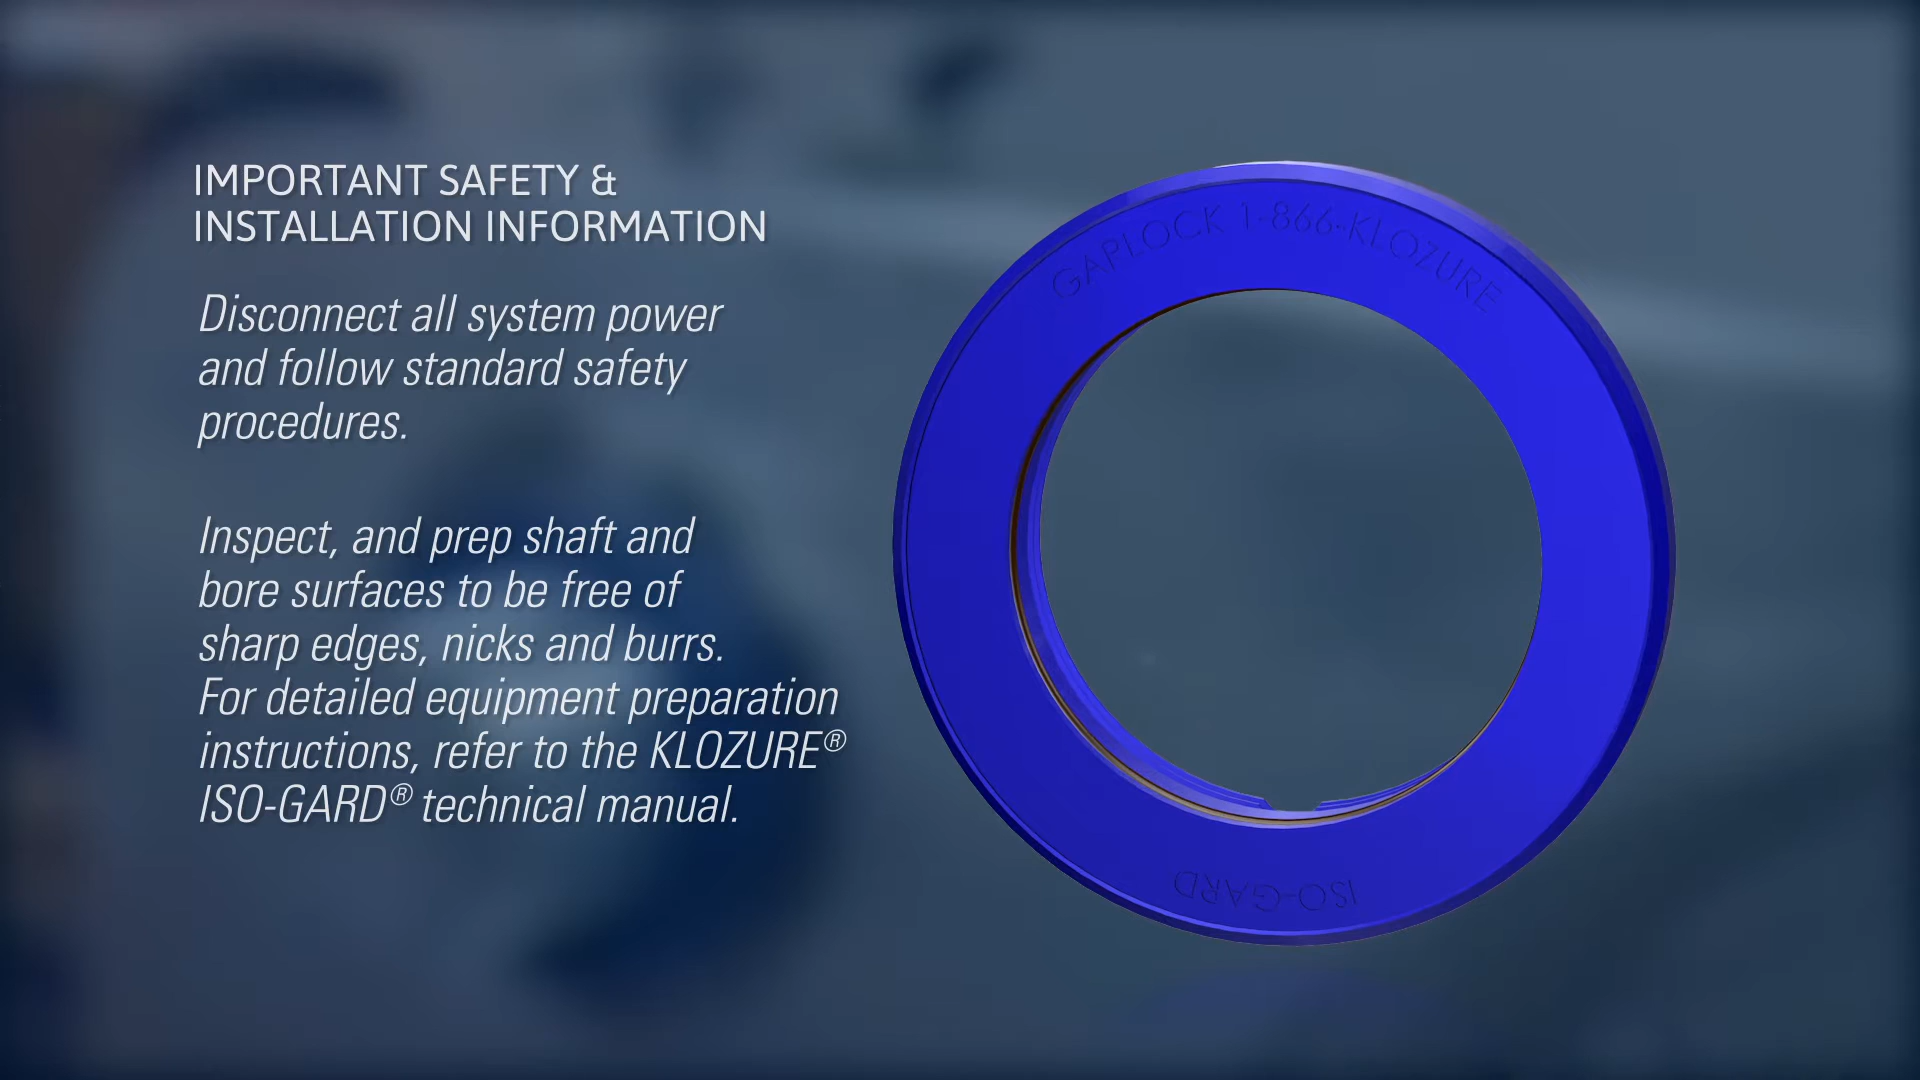 IMPORTANT SAFETY &
INSTALLATION INFORMATION
Disconnect all system power
and follow standard safety
procedures.
Inspect, and prep shaft and
bore surfaces to be free of
sharp edges, nicks and burrs.
For detailed equipment preparation
instructions, refer to the KLOZURE®
ISO-GARD® technical manual.
GAPLOCK 1-866-KLOZURE
ISO-GARD